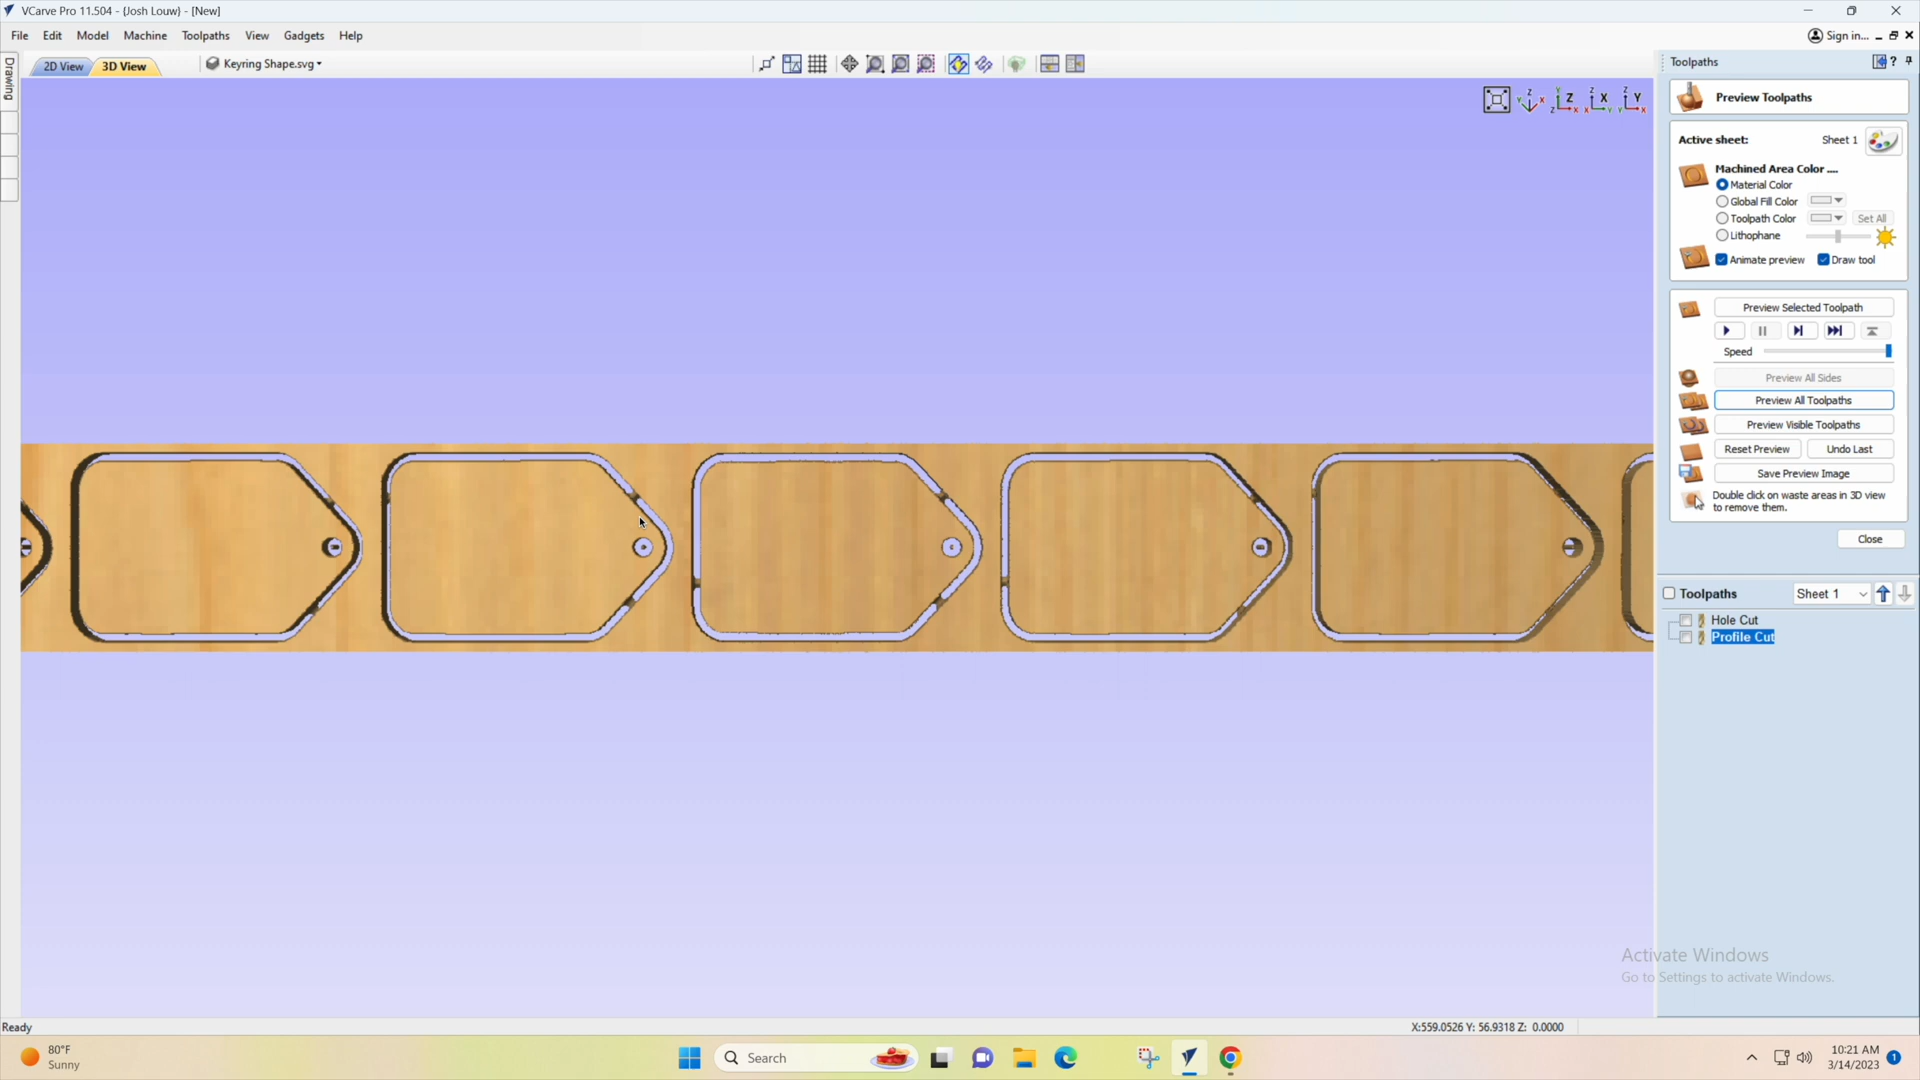 VCarve Pro 11.504 - (Josh Louw) - [New]
File Edit Model Machine Toolpaths View Gadgets Help
Sign in...
Drawing
2D View 3D View Keyring Shape.svg
Toolpaths
Z X Y Z X Y
Preview Toolpaths
Active sheet: Sheet 1
Machined Area Color ....
Material Color
Global Fill Color
Toolpath Color Set All
Lithophane
Animate preview Draw tool
Preview Selected Toolpath
Speed
Preview All Sides
Preview All Toolpaths
Preview Visible Toolpaths
Reset Preview Undo Last
Save Preview Image
Double click on waste areas in 3D view
to remove them.
Close
Toolpaths Sheet 1
Hole Cut
Profile Cut
Activate Windows
Go to Settings to activate Windows.
Ready X:559.0526 Y: 56.9318 Z: 0.0000
80°F
Sunny
Search
10:21 AM
3/14/2023
1